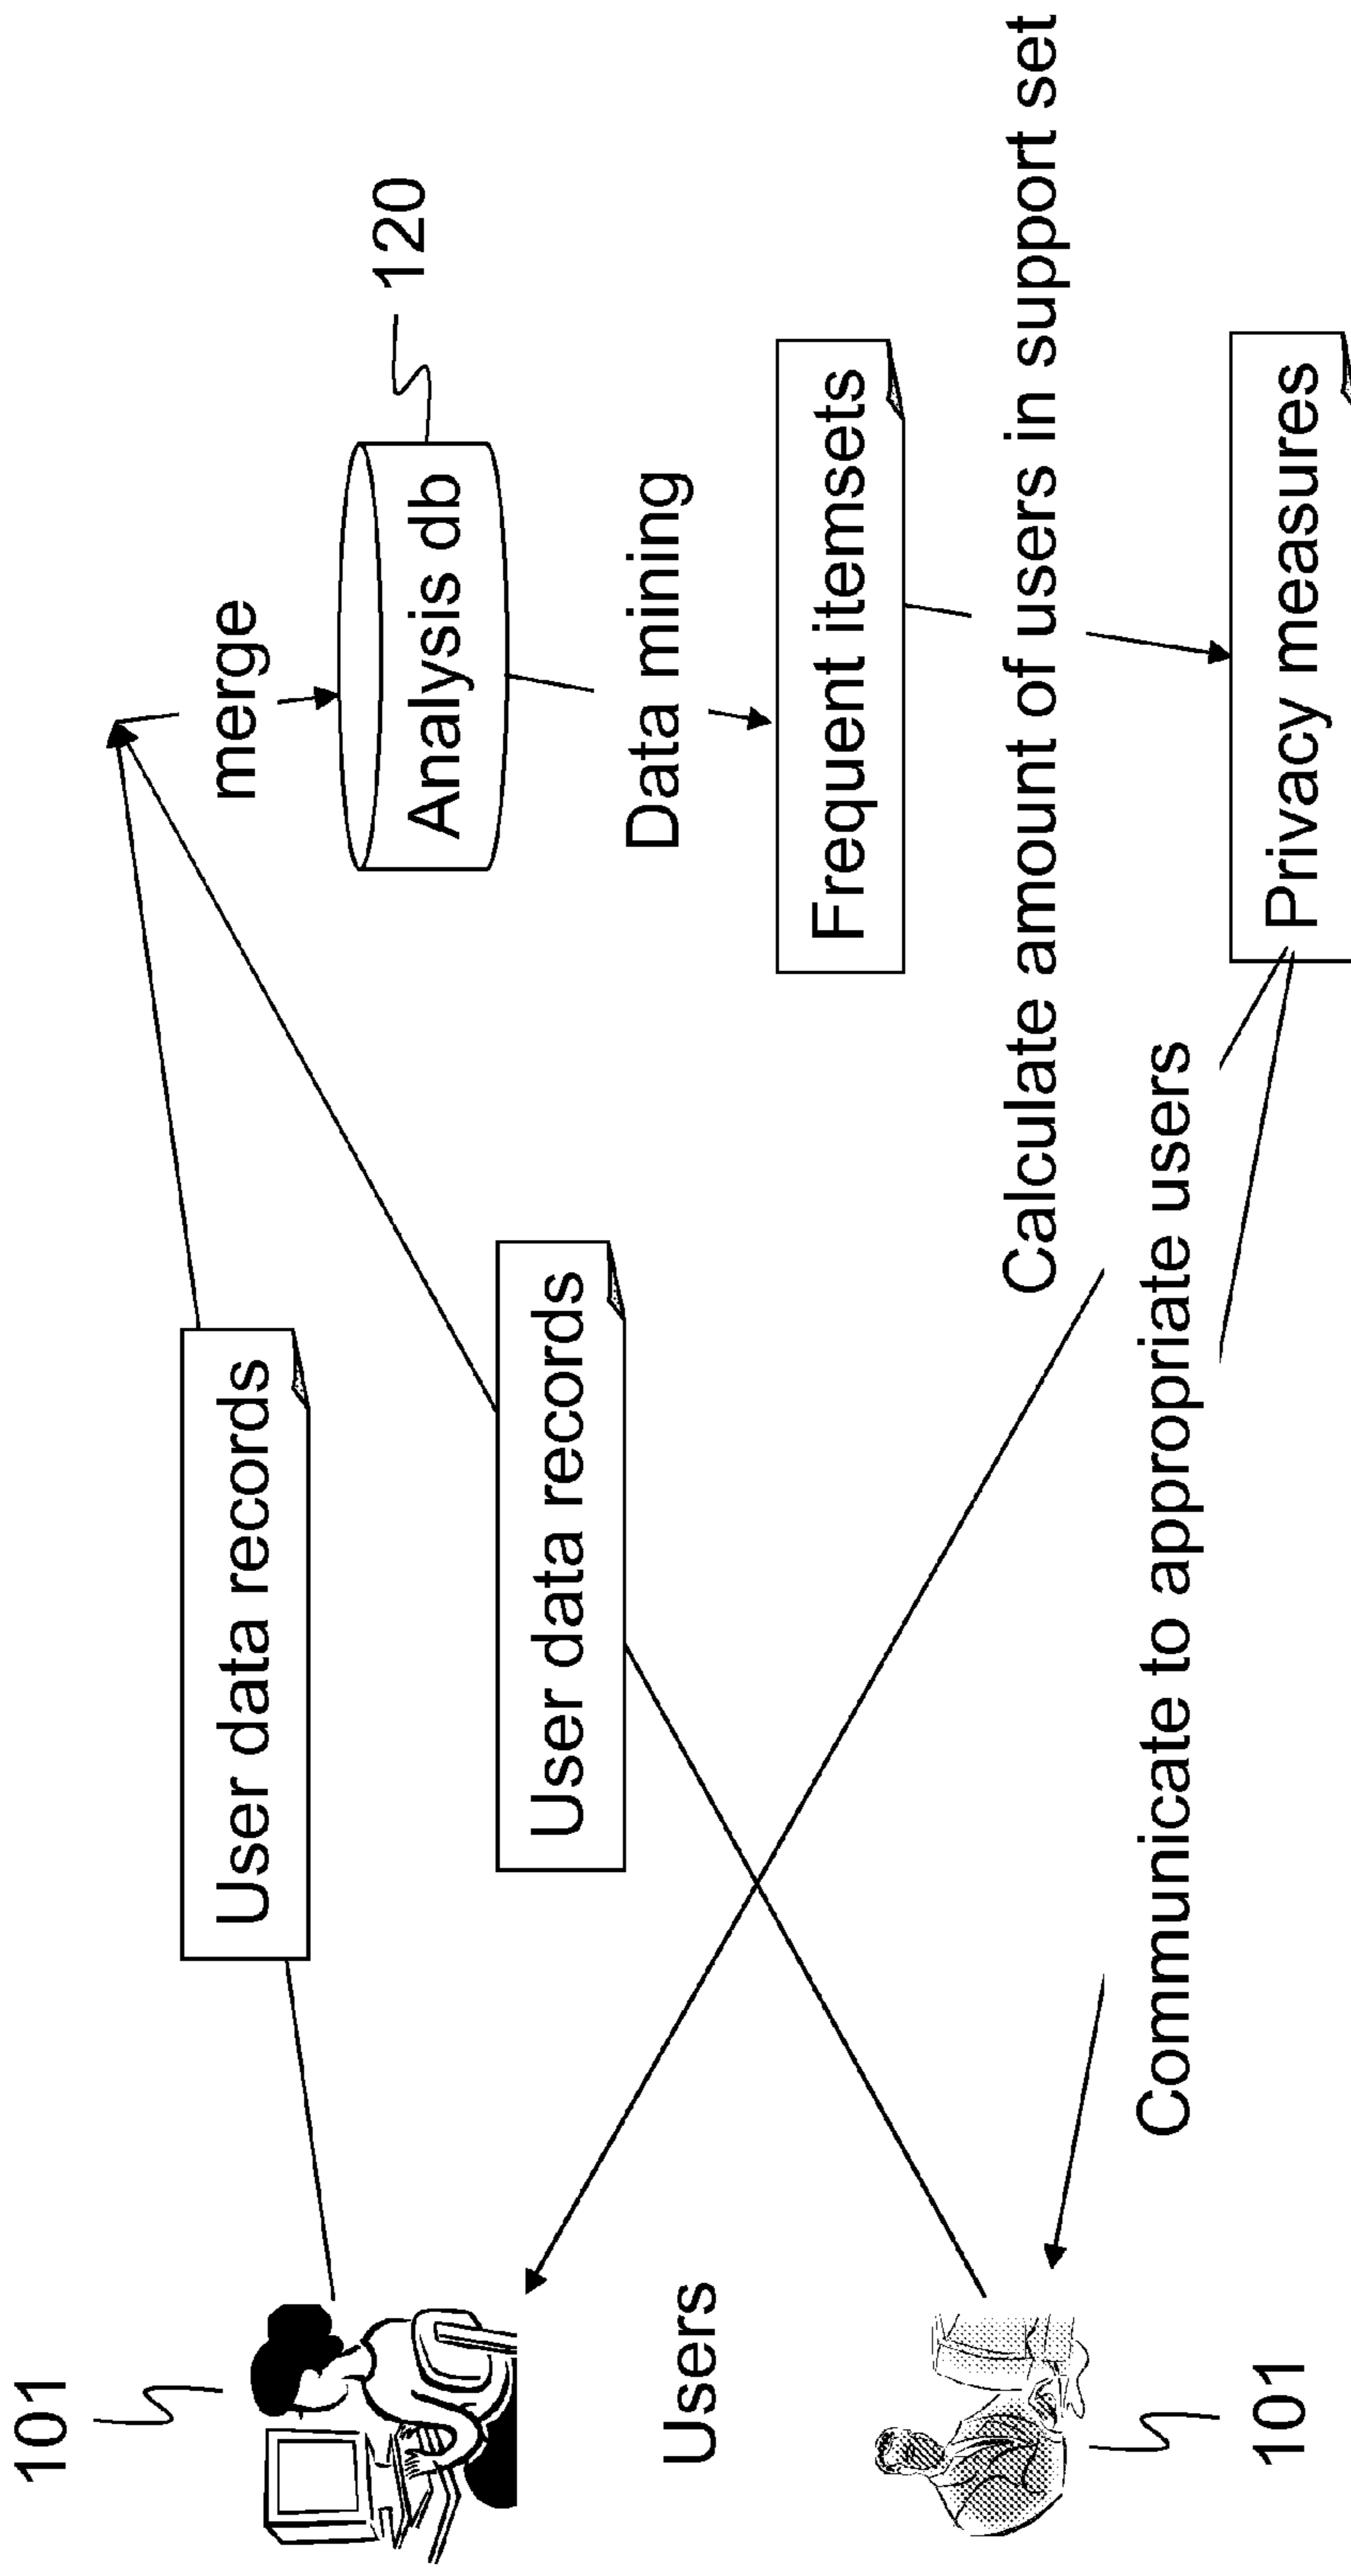 101
User data records
merge
Analysis db
120
User data records
Data mining
Users
Frequent itemsets
Calculate amount of users in support set
Communicate to appropriate users
101
Privacy measures